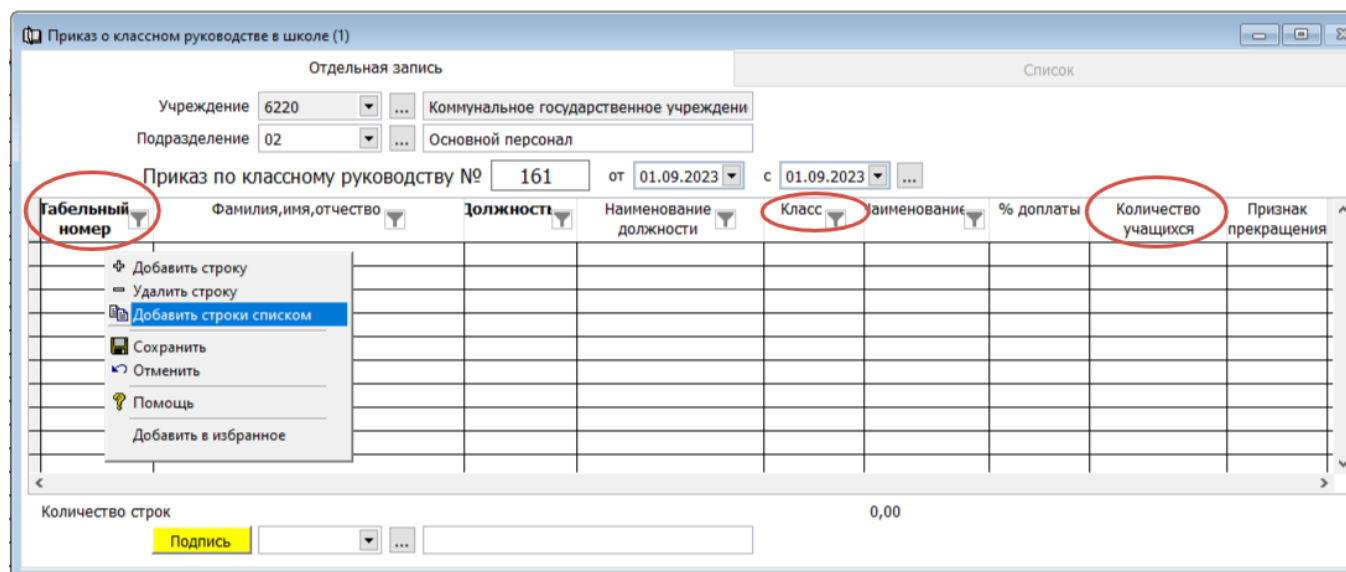 Приказ о классном руководстве в школе (1)
Отдельная запись
Список
Учреждение 6220 ... Коммунальное государственное учреждени
Подразделение 02 ... Основной персонал
Приказ по классному руководству № 161 от 01.09.2023 с 01.09.2023 ...
Табельный номер
Фамилия,имя,отчество
Должность
Наименование должности
Класс
Наименование
% доплаты
Количество учащихся
Признак прекращения
Добавить строку
Удалить строку
Добавить строки списком
Сохранить
Отменить
Помощь
Добавить в избранное
Количество строк 0,00
Подпись ...